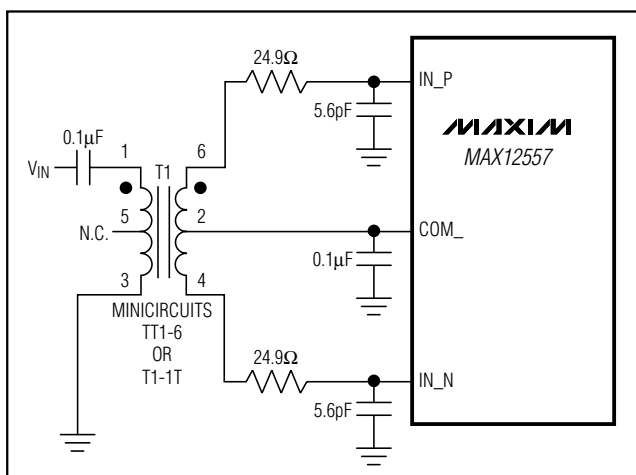 24.9Ω
IN_P
5.6pF
MAXIM
MAX12557
0.1μF
VIN
1
6
T1
5
2
N.C.
COM_
0.1μF
3
4
MINICIRCUITS
TT1-6
OR
T1-1T
24.9Ω
IN_N
5.6pF